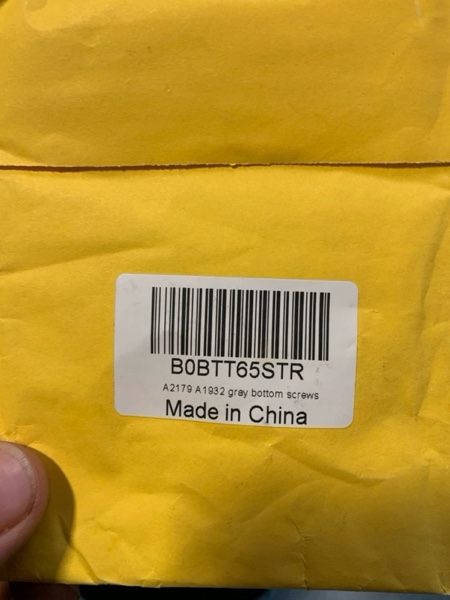 B0BTT65STR
A2179 A1932 gray bottom screws
Made in China